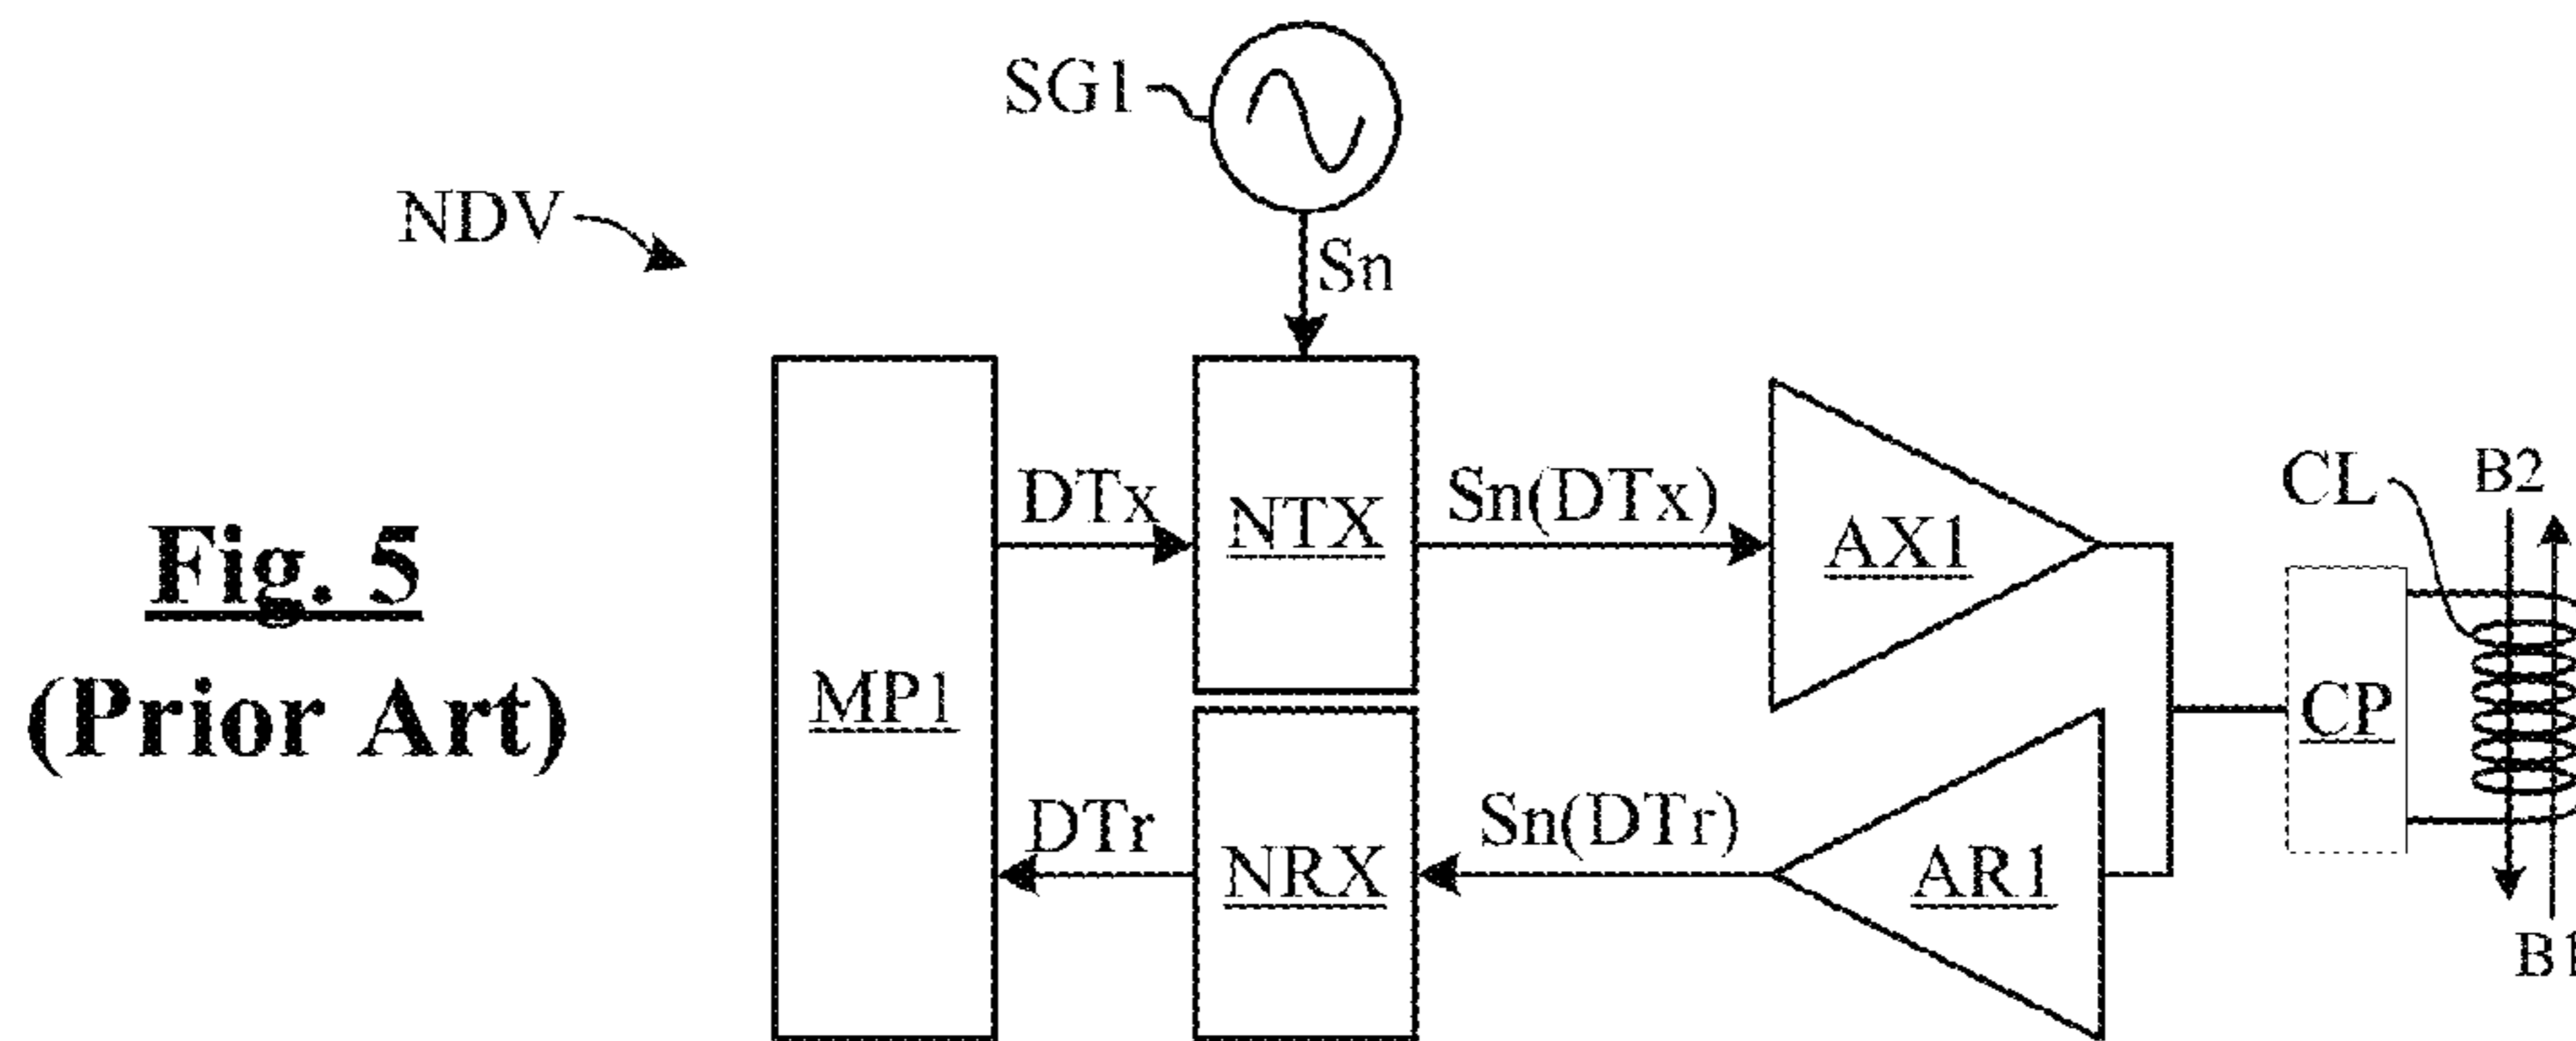 SG1
Sn
NDV
Fig. 5
(Prior Art)
MP1
DTx
NTX
Sn(DTx)
AX1
CL
B2
CP
DTr
NRX
Sn(DTr)
AR1
B1